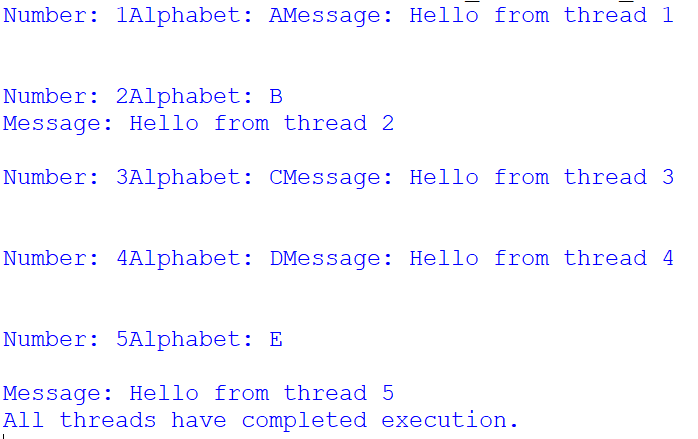 Number: 1Alphabet: AMessage: Hello from thread 1
Number: 2Alphabet: B
Message: Hello from thread 2
Number: 3Alphabet: CMessage: Hello from thread 3
Number: 4Alphabet: DMessage: Hello from thread 4
Number: 5Alphabet: E
Message: Hello from thread 5
All threads have completed execution.